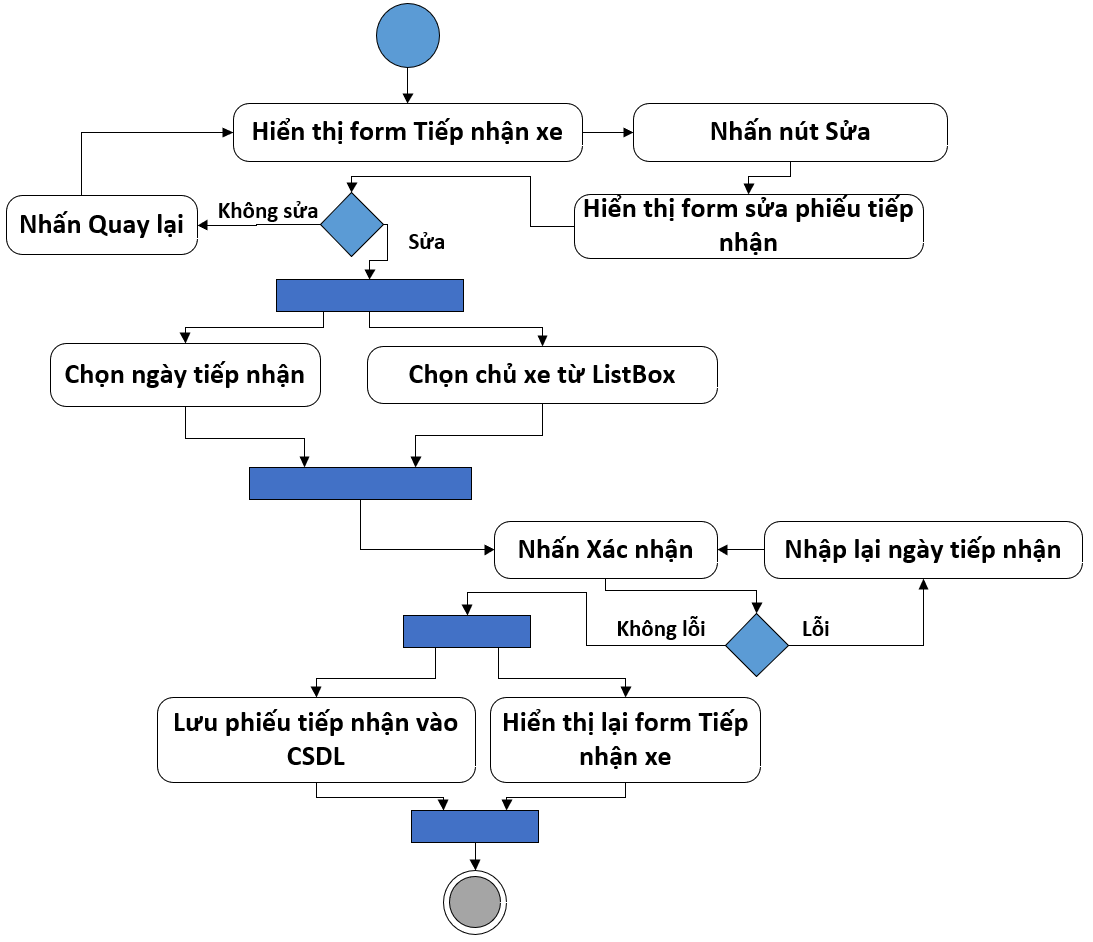 Hiển thị form Tiếp nhận xe
Nhấn nút Sửa
Nhấn Quay lại
Không sửa
Sửa
Hiển thị form sửa phiếu tiếp
nhận
Chọn ngày tiếp nhận
Chọn chủ xe từ ListBox
Nhấn Xác nhận
Nhập lại ngày tiếp nhận
Không lỗi
Lỗi
Lưu phiếu tiếp nhận vào
CSDL
Hiển thị lại form Tiếp
nhận xe